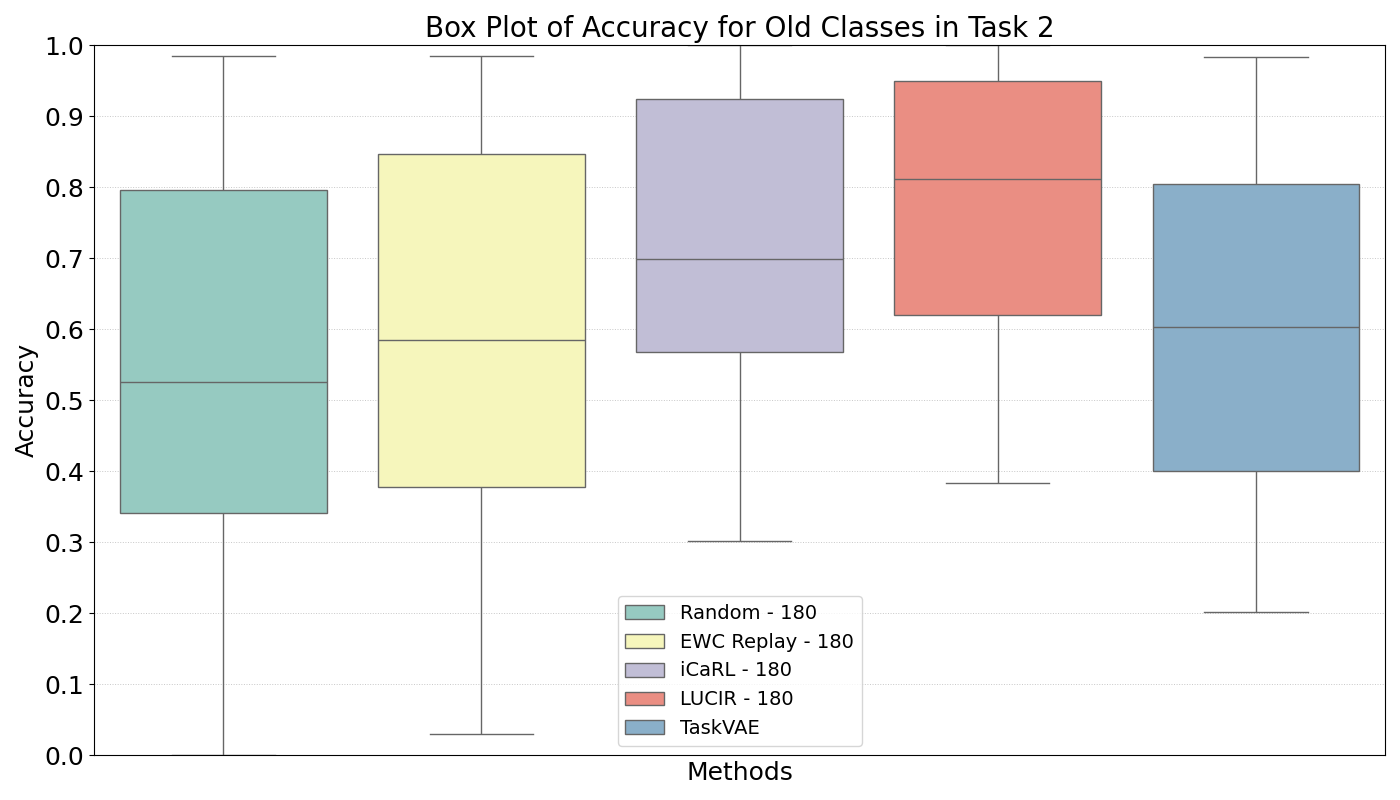 Box Plot of Accuracy for Old Classes in Task 2
1.0
0.9
0.8
0.7
0.6
0.5
0.4
0.3
0.2
0.1
0.0
Accuracy
Random - 180
EWC Replay - 180
iCaRL - 180
LUCIR - 180
TaskVAE
Methods